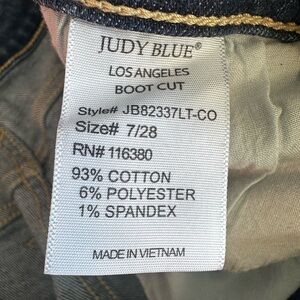 JUDY BLUE®
LOS ANGELES
BOOT CUT
Style# JB82337LT-CO
Size# 7/28
RN# 116380
93% COTTON
6% POLYESTER
1% SPANDEX
MADE IN VIETNAM